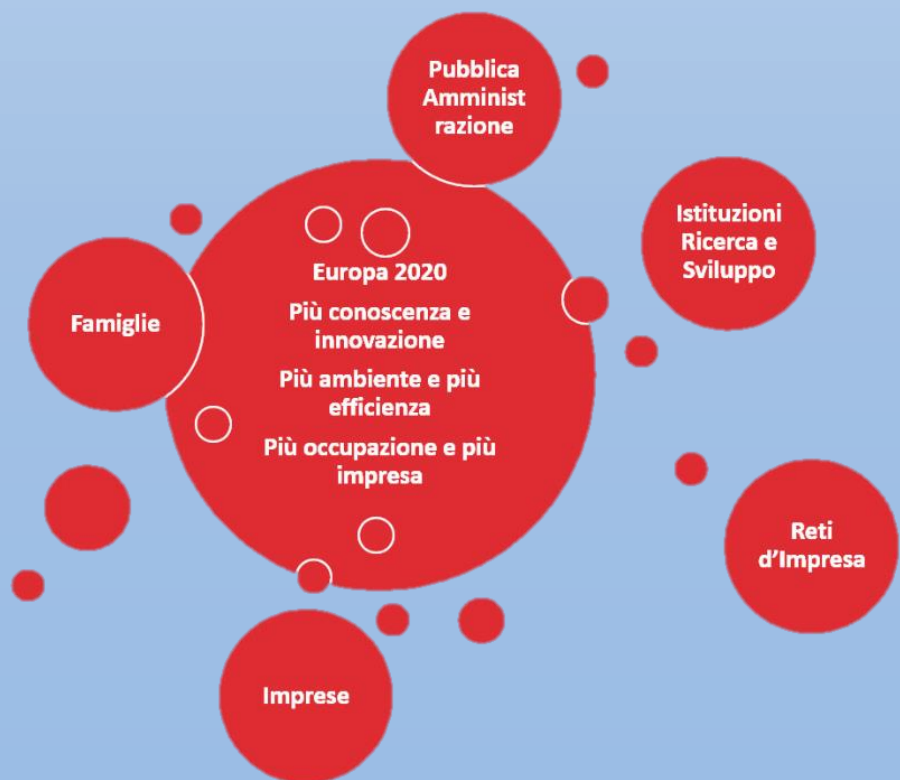 Pubblica
Amminist
razione
Istituzioni
Ricerca e
Sviluppo
Europa 2020
Più conoscenza e
innovazione
Più ambiente e più
efficienza
Più occupazione e più
impresa
Famiglie
Reti
d’Impresa
Imprese